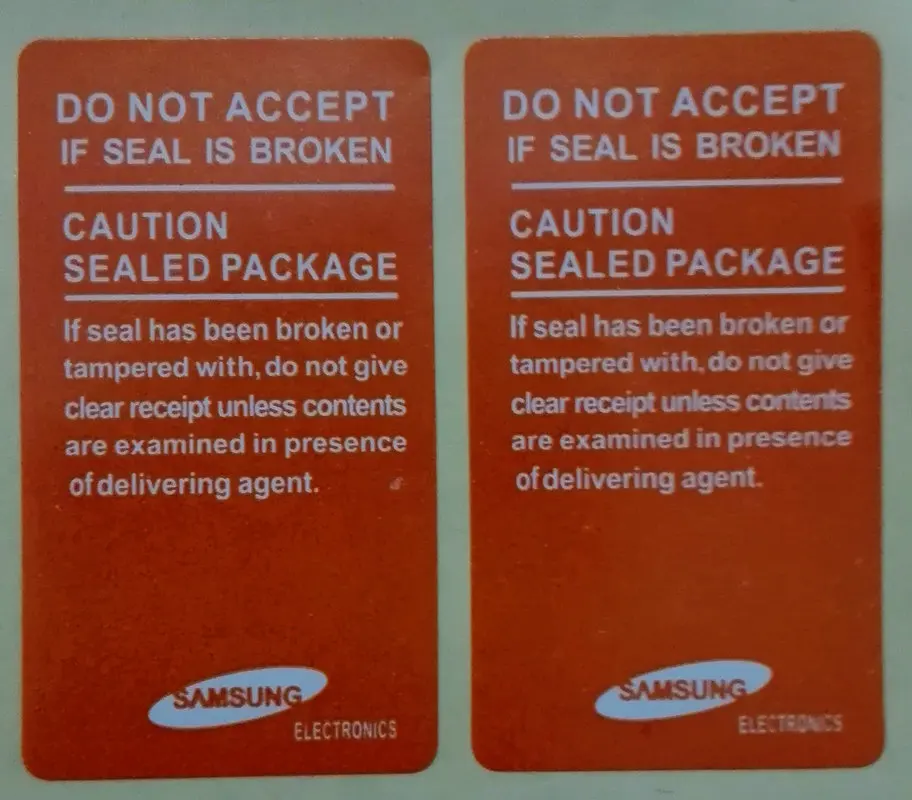 DO NOT ACCEPT
IF SEAL IS BROKEN
CAUTION
SEALED PACKAGE
If seal has been broken or
tampered with, do not give
clear receipt unless contents
are examined in presence
of delivering agent.
SAMSUNG
ELECTRONICS
DO NOT ACCEPT
IF SEAL IS BROKEN
CAUTION
SEALED PACKAGE
If seal has been broken or
tampered with, do not give
clear receipt unless contents
are examined in presence
of delivering agent.
SAMSUNG
ELECTRONICS